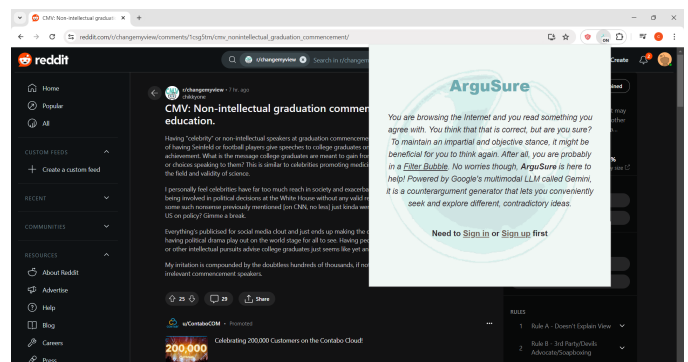 CMV: Non-intellectual graduat
reddit.com/r/changemyview/comments/1csg5tm/cmv_nonintellectual_graduation_commencement/
ON
reddit
r/changemyview
Search in r/changem
Create
Home
Popular
All
CUSTOM FEEDS
Create a custom feed
RECENT
COMMUNITIES
RESOURCES
About Reddit
Advertise
Help
Blog
Careers
Press
r/changemyview • 7 hr. ago
CMV: Non-intellectual graduation commen
education.
Having "celebrity" or non-intellectual speakers at graduation commenceme
of having Seinfeld or football players give speeches to college graduates on
achievement. What is the message college graduates are meant to gain fron
or choices speaking to them? This is similar to celebrities promoting medici
the field and validity of science.
I personally feel celebrities have far too much reach in society and exacerba
being involved in political decisions at the White House without any valid re
some such nonsense previously mentioned [on CNN, no less] just kinda wen
US on policy? Gimme a break.
Everything's publicised for social media clout and just ends up making the c
having political drama play out on the world stage for all to see. Having peo
or other intellectual pursuits advise college graduates just seems like yet an
My irritation is compounded by the doubtless hundreds of thousands, if not
irrelevant commencement speakers.
25
29
Share
u/ContaboCOM • Promoted
Celebrating 200,000 Customers on the Contabo Cloud!
200,000
ArguSure
You are browsing the Internet and you read something you
agree with. You think that that is correct, but are you sure?
To maintain an impartial and objective stance, it might be
beneficial for you to think again. After all, you are probably
in a Filter Bubble. No worries though, ArguSure is here to
help! Powered by Google's multimodal LLM called Gemini,
it is a counterargument generator that lets you conveniently
seek and explore different, contradictory ideas.
Need to Sign in or Sign up first
ined
t may
other
%
y size
RULES
1 Rule A - Doesn't Explain View
2 Rule B - 3rd Party/Devils
Advocate/Soapboxing